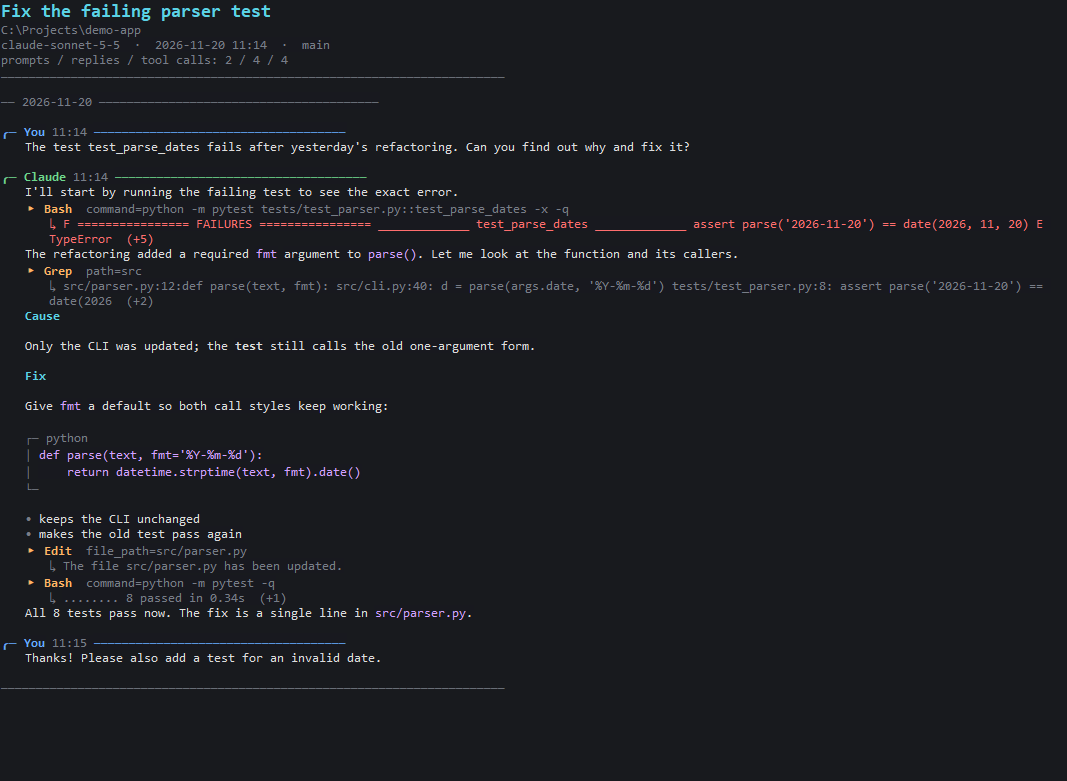 Fix the failing parser test
C:\Projects\demo-app
claude-sonnet-5-5  ·  2026-11-20 11:14  ·  main
prompts / replies / tool calls: 2 / 4 / 4
2026-11-20
You 11:14
The test test_parse_dates fails after yesterday's refactoring. Can you find out why and fix it?
Claude 11:14
I'll start by running the failing test to see the exact error.
▸ Bash  command=python -m pytest tests/test_parser.py::test_parse_dates -x -q
↳ F ================ FAILURES ================ _____________ test_parse_dates _____________ assert parse('2026-11-20') == date(2026, 11, 20) E
TypeError  (+5)
The refactoring added a required fmt argument to parse(). Let me look at the function and its callers.
▸ Grep  path=src
↳ src/parser.py:12:def parse(text, fmt): src/cli.py:40: d = parse(args.date, '%Y-%m-%d') tests/test_parser.py:8: assert parse('2026-11-20') ==
date(2026  (+2)
Cause
Only the CLI was updated; the test still calls the old one-argument form.
Fix
Give fmt a default so both call styles keep working:
python
def parse(text, fmt='%Y-%m-%d'):
    return datetime.strptime(text, fmt).date()
• keeps the CLI unchanged
• makes the old test pass again
▸ Edit  file_path=src/parser.py
↳ The file src/parser.py has been updated.
▸ Bash  command=python -m pytest -q
↳ ........ 8 passed in 0.34s  (+1)
All 8 tests pass now. The fix is a single line in src/parser.py.
You 11:15
Thanks! Please also add a test for an invalid date.